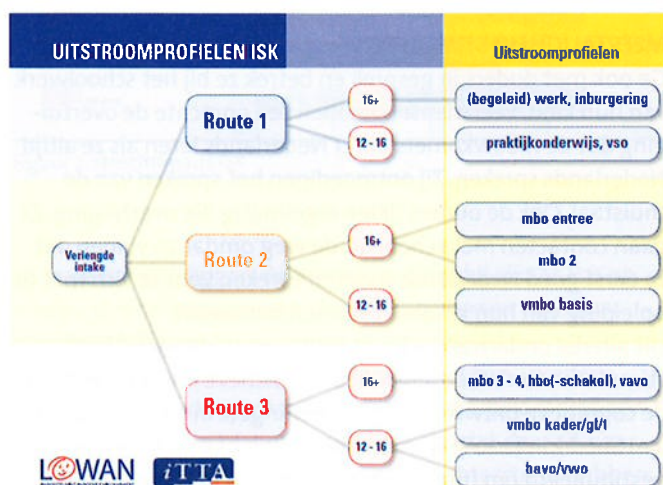 UITSTROOMPROFIELEN ISK
Uitstroomprofielen
Route 1
16+
(begeleid) werk, inburgering
12 - 16
praktijkonderwijs, vso
Verlengde
intake
Route 2
16+
mbo entree
mbo 2
12 - 16
vmbo basis
Route 3
16+
mbo 3 - 4, hbo(-schakel), vavo
12 - 16
vmbo kader/gl/t
havo/vwo
LOWAN
iTTA